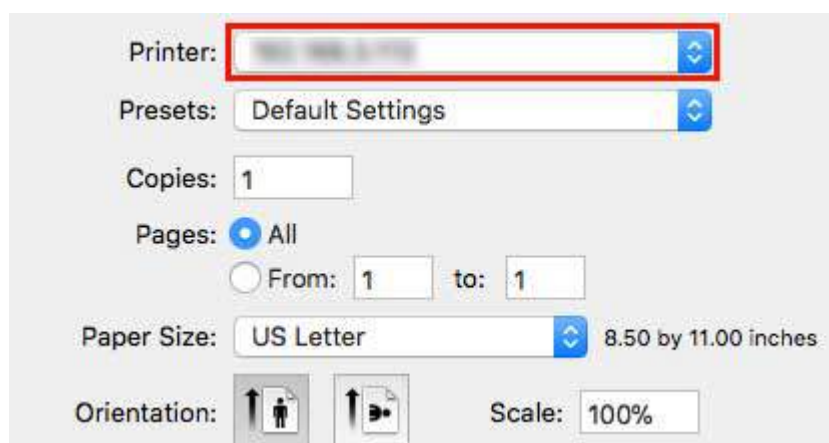 Printer:
Presets: Default Settings
Copies: 1
Pages: All
From: 1 to: 1
Paper Size: US Letter 8.50 by 11.00 inches
Orientation: Scale: 100%